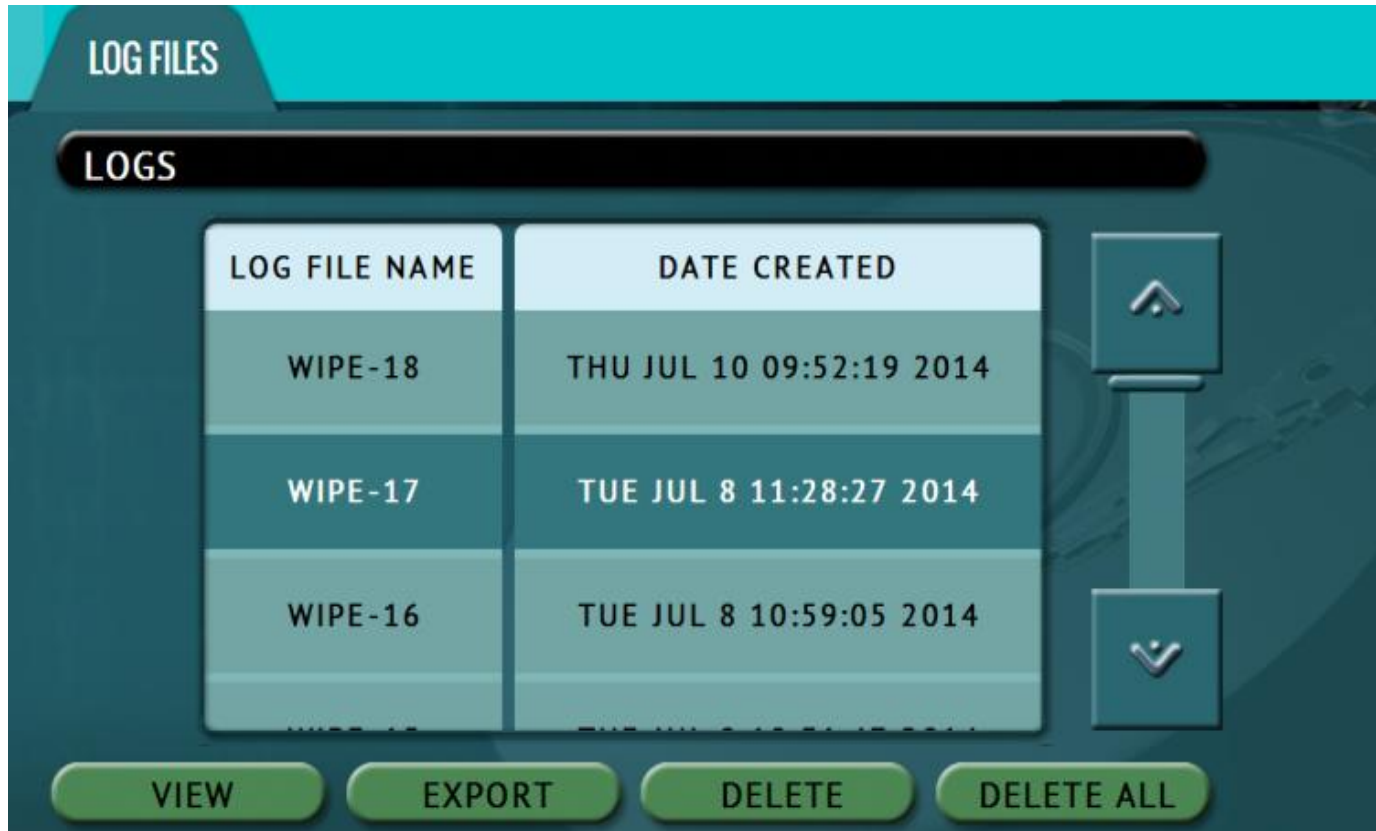 LOG FILES
LOGS
LOG FILE NAME DATE CREATED
WIPE-18 THU JUL 10 09:52:19 2014
WIPE-17 TUE JUL 8 11:28:27 2014
WIPE-16 TUE JUL 8 10:59:05 2014
VIEW EXPORT DELETE DELETE ALL